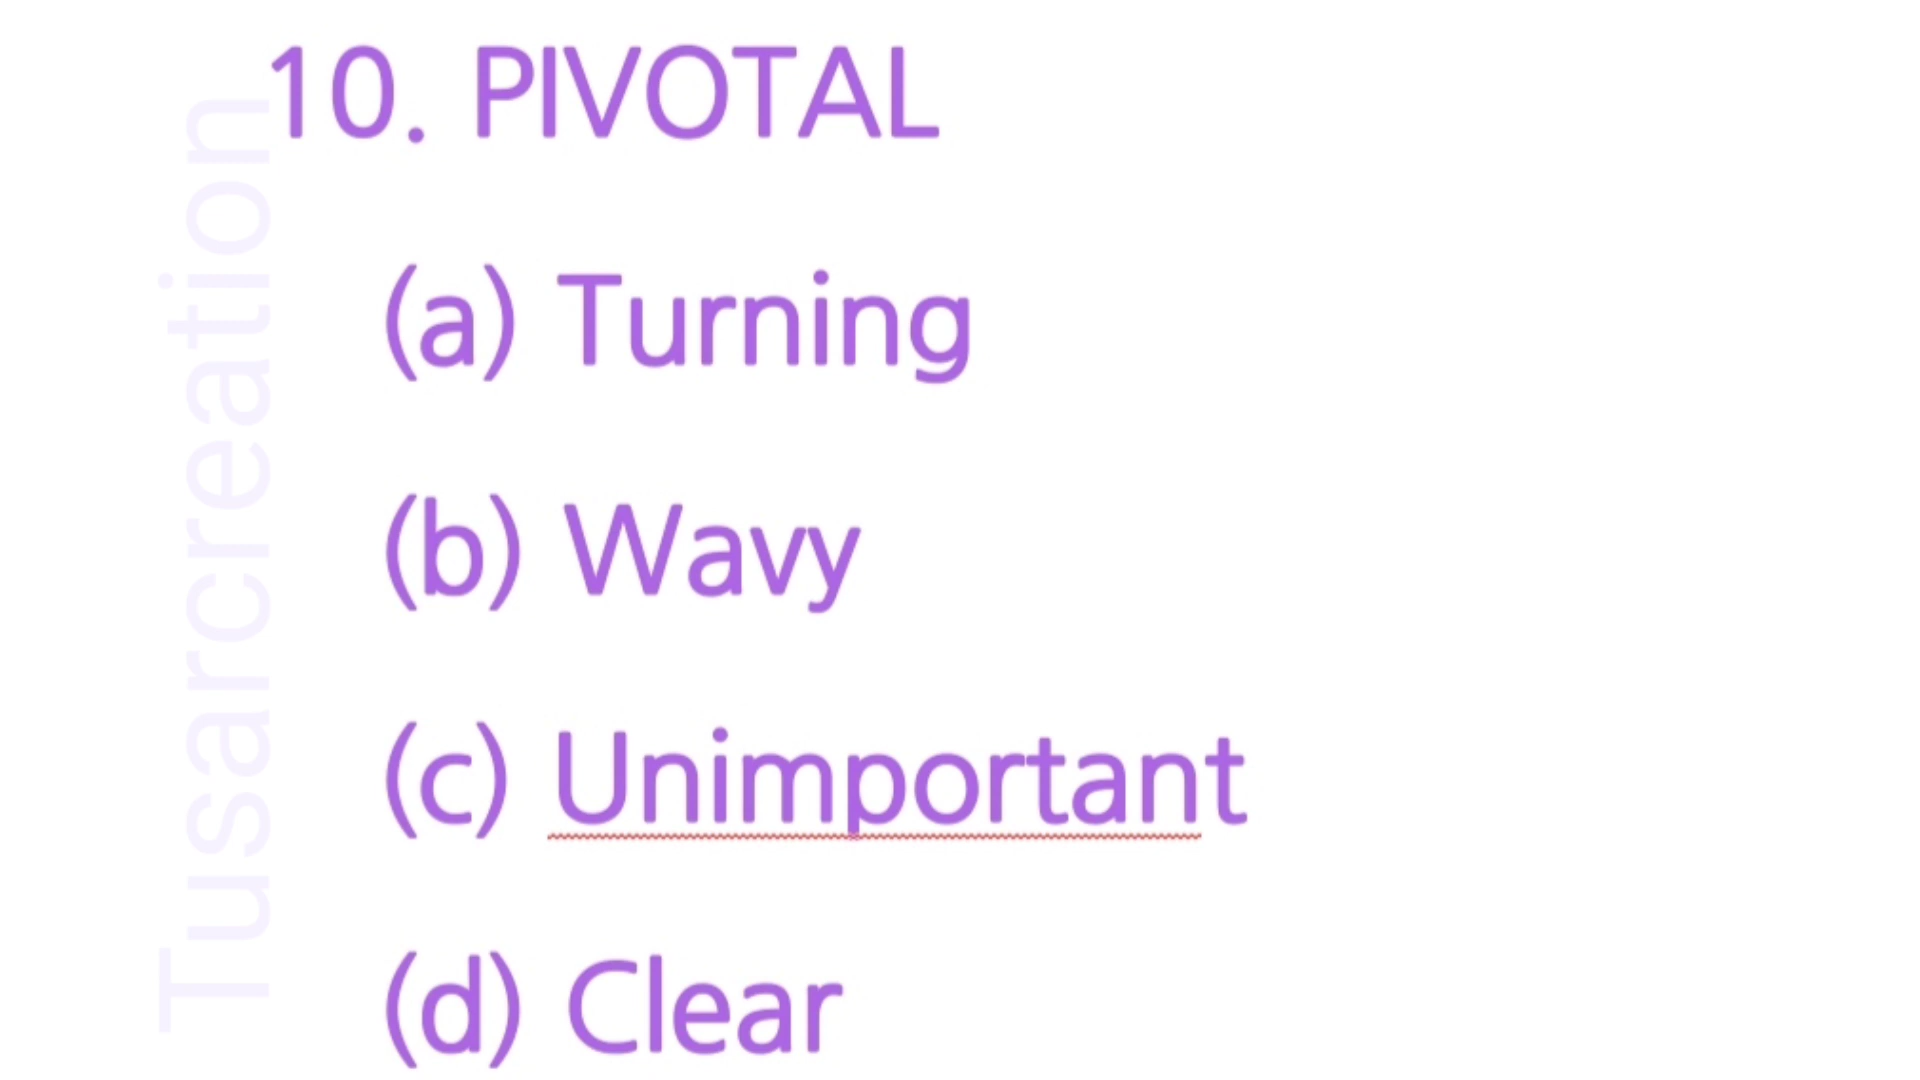 10. PIVOTAL
(a) Turning
(b) Wavy
(c) Unimportant
(d) Clear
Tusarcreation